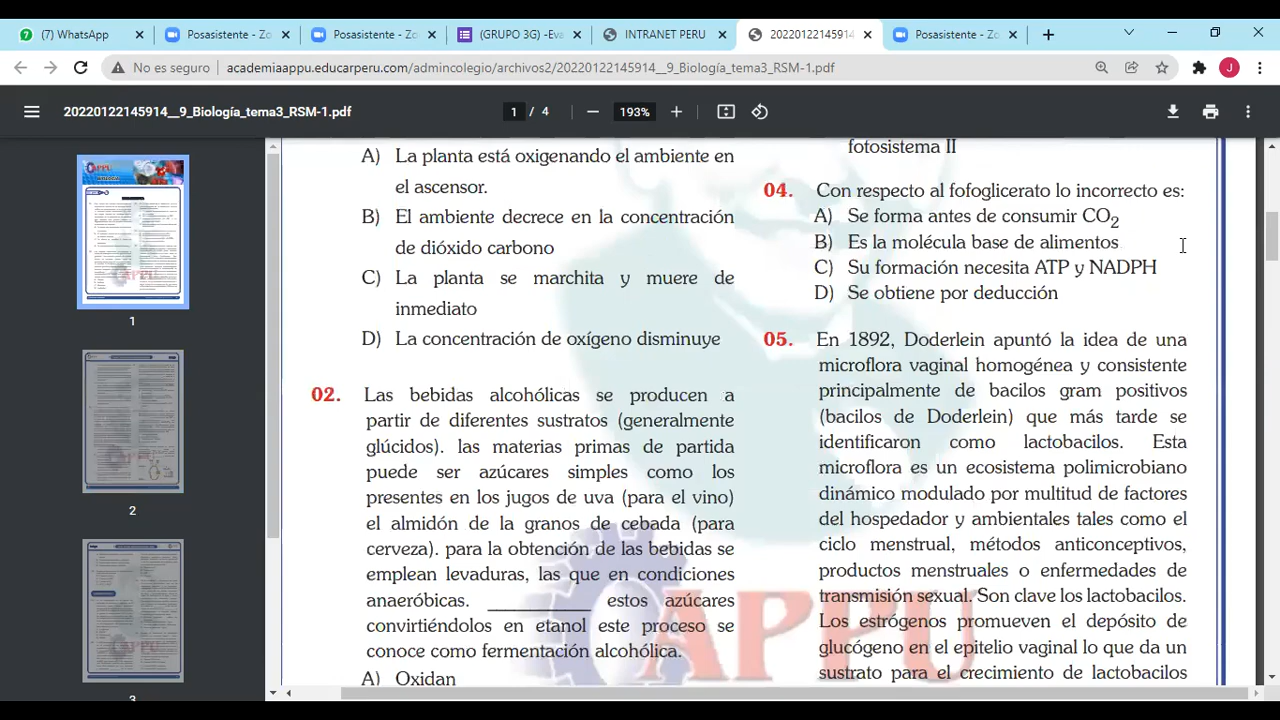 (7) WhatsApp
Posasistente - Zo
Posasistente - Zo
(GRUPO 3G) -Eva
INTRANET PERU
20220122145914
Posasistente - Zo
No es seguro
academiaappu.educarperu.com/admincolegio/archivos2/20220122145914__9_Biología_tema3_RSM-1.pdf
J
20220122145914__9_Biología_tema3_RSM-1.pdf
1 / 4
193%
1
2
3
A) La planta está oxigenando el ambiente en
el ascensor.
B) El ambiente decrece en la concentración
de dióxido carbono
C) La planta se marchita y muere de
inmediato
D) La concentración de oxígeno disminuye
02. Las bebidas alcohólicas se producen a
partir de diferentes sustratos (generalmente
glúcidos). las materias primas de partida
puede ser azúcares simples como los
presentes en los jugos de uva (para el vino)
el almidón de la granos de cebada (para
cerveza). para la obtención de las bebidas se
emplean levaduras, las que en condiciones
anaeróbicas. __________ estos azúcares
convirtiéndolos en etanol este proceso se
conoce como fermentación alcohólica.
A) Oxidan
fotosistema II
04. Con respecto al fofoglicerato lo incorrecto es:
A) Se forma antes de consumir CO2
B) Es la molécula base de alimentos
C) Su formación necesita ATP y NADPH
D) Se obtiene por deducción
05. En 1892, Doderlein apuntó la idea de una
microflora vaginal homogénea y consistente
principalmente de bacilos gram positivos
(bacilos de Doderlein) que más tarde se
identificaron como lactobacilos. Esta
microflora es un ecosistema polimicrobiano
dinámico modulado por multitud de factores
del hospedador y ambientales tales como el
ciclo menstrual, métodos anticonceptivos,
productos menstruales o enfermedades de
transmisión sexual. Son clave los lactobacilos.
Los estrógenos promueven el depósito de
glucógeno en el epitelio vaginal lo que da un
sustrato para el crecimiento de lactobacilos